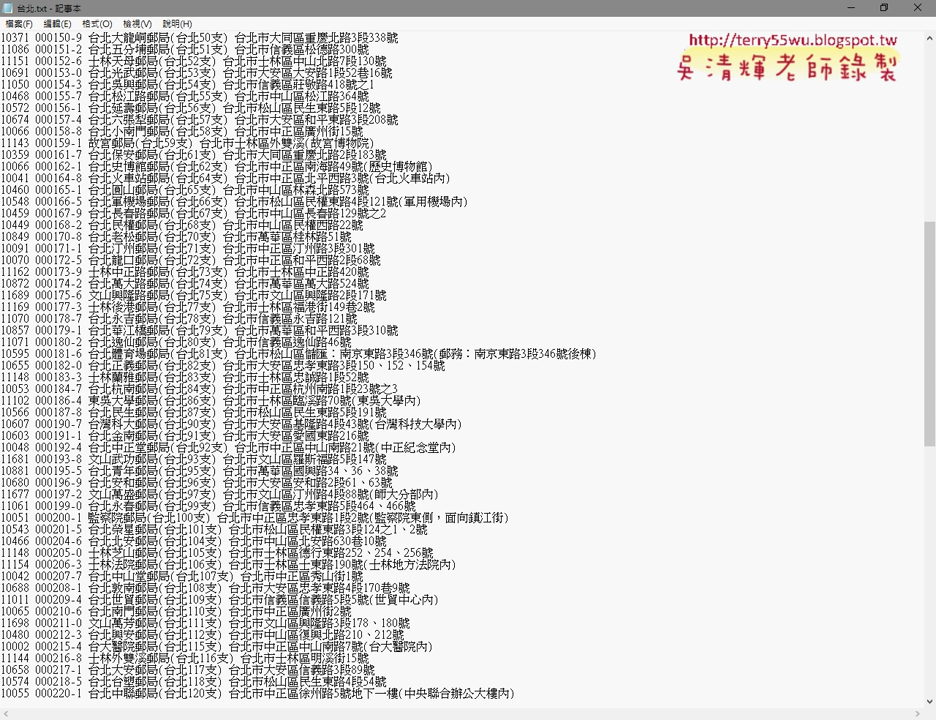 台北.txt - 記事本
檔案(F) 編輯(E) 格式(O) 檢視(V) 說明(H)
http://terry55wu.blogspot.tw
吳清輝老師錄製
10371 000150-9 台北大龍峒郵局(台北50支) 台北市大同區重慶北路3段338號
11086 000151-2 台北五分埔郵局(台北51支) 台北市信義區松德路300號
11151 000152-6 士林天母郵局(台北52支) 台北市士林區中山北路7段130號
10691 000153-0 台北光武郵局(台北53支) 台北市大安區大安路1段52巷16號
11050 000154-3 台北吳興郵局(台北54支) 台北市信義區莊敬路418號之1
10468 000155-7 台北松江路郵局(台北55支) 台北市中山區松江路364號
10572 000156-1 台北延壽郵局(台北56支) 台北市松山區民生東路5段12號
10674 000157-4 台北六張犁郵局(台北57支) 台北市大安區和平東路3段208號
10066 000158-8 台北小南門郵局(台北58支) 台北市中正區廣州街15號
11143 000159-1 故宮郵局(台北59支) 台北市士林區外雙溪(故宮博物院)
10359 000161-7 台北保安郵局(台北61支) 台北市大同區重慶北路2段183號
10066 000162-1 台北史博館郵局(台北62支) 台北市中正區南海路49號(歷史博物館)
10041 000164-8 台北火車站郵局(台北64支) 台北市中正區北平西路3號(台北火車站內)
10460 000165-1 台北圓山郵局(台北65支) 台北市中山區林森北路573號
10548 000166-5 台北軍機場郵局(台北66支) 台北市松山區民權東路4段121號(軍用機場內)
10459 000167-9 台北長春路郵局(台北67支) 台北市中山區長春路129號之2
10449 000168-2 台北民權郵局(台北68支) 台北市中山區民權西路22號
10849 000170-8 台北老松郵局(台北70支) 台北市萬華區桂林路51號
10091 000171-1 台北汀州郵局(台北71支) 台北市中正區汀州路3段301號
10070 000172-5 台北龍口郵局(台北72支) 台北市中正區和平西路2段68號
11162 000173-9 士林中正路郵局(台北73支) 台北市士林區中正路420號
10872 000174-2 台北萬大路郵局(台北74支) 台北市萬華區萬大路524號
11689 000175-6 文山興隆路郵局(台北75支) 台北市文山區興隆路2段171號
11169 000177-3 士林後港郵局(台北77支) 台北市士林區福港街149巷2號
11070 000178-7 台北永吉郵局(台北78支) 台北市信義區永吉路121號
10857 000179-1 台北華江橋郵局(台北79支) 台北市萬華區和平西路3段310號
11071 000180-2 台北逸仙郵局(台北80支) 台北市信義區逸仙路46號
10595 000181-6 台北體育場郵局(台北81支) 台北市松山區儲匯：南京東路3段346號(郵務：南京東路3段346號後棟)
10655 000182-0 台北正義郵局(台北82支) 台北市大安區忠孝東路3段150、152、154號
11148 000183-3 士林蘭雅郵局(台北83支) 台北市士林區忠誠路1段52號
10053 000184-7 台北杭南郵局(台北84支) 台北市中正區杭州南路1段23號之3
11102 000186-4 東吳大學郵局(台北86支) 台北市士林區臨溪路70號(東吳大學內)
10566 000187-8 台北民生郵局(台北87支) 台北市松山區民生東路5段191號
10607 000190-7 台灣科大郵局(台北90支) 台北市大安區基隆路4段43號(台灣科技大學內)
10603 000191-1 台北金南郵局(台北91支) 台北市大安區愛國東路216號
10048 000192-4 台北中正堂郵局(台北92支) 台北市中正區中山南路21號(中正紀念堂內)
11681 000193-8 文山武功郵局(台北93支) 台北市文山區羅斯福路5段147號
10881 000195-5 台北青年郵局(台北95支) 台北市萬華區國興路34、36、38號
10680 000196-9 台北安和郵局(台北96支) 台北市大安區安和路2段61、63號
11677 000197-2 文山萬盛郵局(台北97支) 台北市文山區汀州路4段88號(師大分部內)
11061 000199-0 台北永春郵局(台北99支) 台北市信義區忠孝東路5段464、466號
10051 000200-1 監察院郵局(台北100支) 台北市中正區忠孝東路1段2號(監察院東側，面向鎮江街)
10543 000201-5 台北榮星郵局(台北101支) 台北市松山區民權東路3段124之1、2號
10466 000204-6 台北北安郵局(台北104支) 台北市中山區北安路630巷10號
11148 000205-0 士林芝山郵局(台北105支) 台北市士林區德行東路252、254、256號
11154 000206-3 士林法院郵局(台北106支) 台北市士林區士東路190號(士林地方法院內)
10042 000207-7 台北中山堂郵局(台北107支) 台北市中正區秀山街1號
10688 000208-1 台北敦南郵局(台北108支) 台北市大安區忠孝東路4段170巷9號
11011 000209-4 台北世貿郵局(台北109支) 台北市信義區信義路5段5號(世貿中心內)
10065 000210-6 台北南門郵局(台北110支) 台北市中正區廣州街2號
11698 000211-0 文山萬芳郵局(台北111支) 台北市文山區興隆路3段178、180號
10480 000212-3 台北興安郵局(台北112支) 台北市中山區復興北路210、212號
10002 000215-4 台大醫院郵局(台北115支) 台北市中正區中山南路7號(台大醫院內)
11144 000216-8 士林外雙溪郵局(台北116支) 台北市士林區明溪街15號
10658 000217-1 台北大安郵局(台北117支) 台北市大安區信義路3段89號
10574 000218-5 台北台塑郵局(台北118支) 台北市松山區民生東路4段54號
10055 000220-1 台北中聯郵局(台北120支) 台北市中正區徐州路5號地下一樓(中央聯合辦公大樓內)